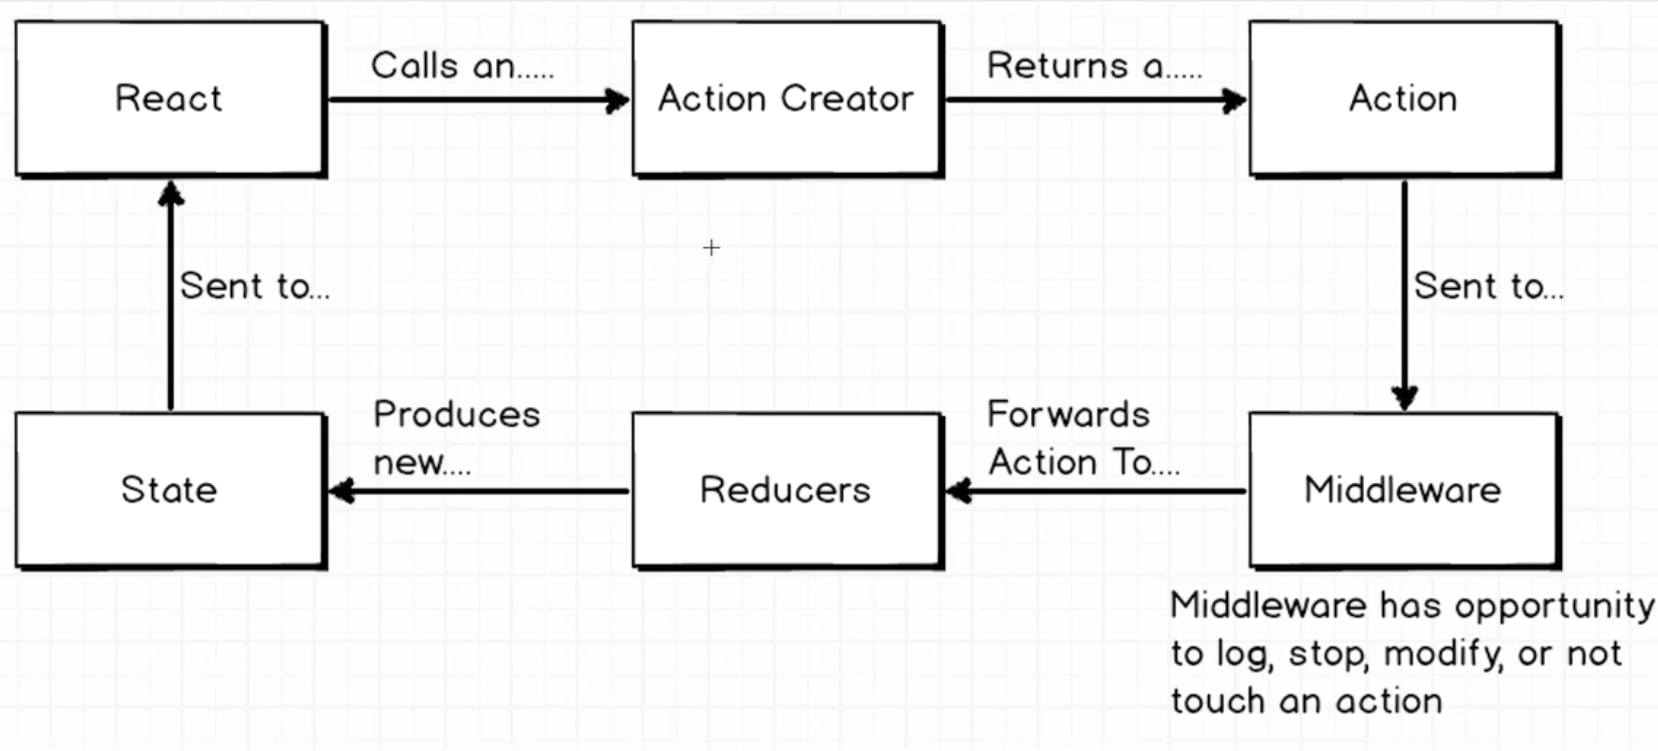 React
Calls an.....
Action Creator
Returns a.....
Action
Sent to...
Sent to...
State
Produces
new....
Reducers
Forwards
Action To....
Middleware
Middleware has opportunity
to log, stop, modify, or not
touch an action